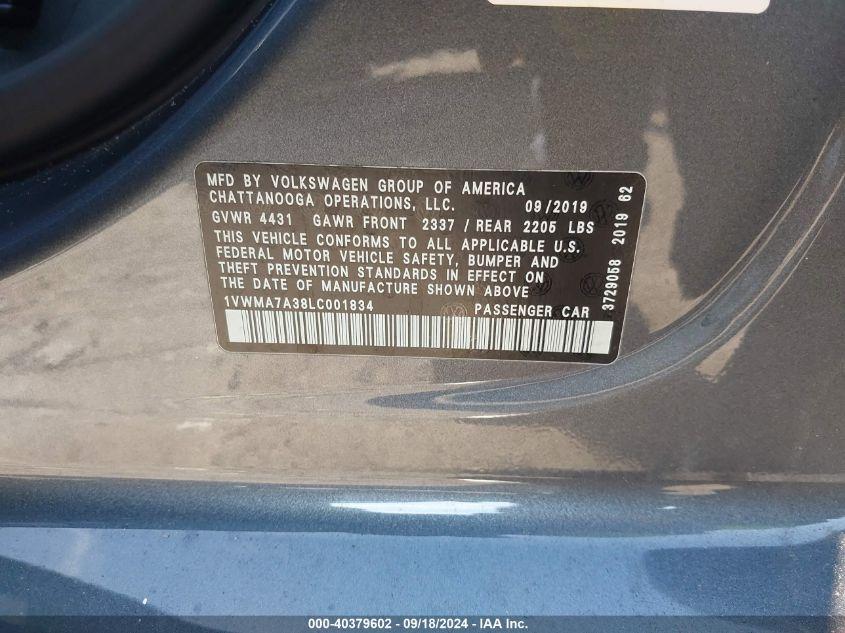 MFD BY VOLKSWAGEN GROUP OF AMERICA
CHATTANOOGA OPERATIONS, LLC. 09/2019
GVWR 4431 GAWR FRONT 2337 / REAR 2205 LBS
THIS VEHICLE CONFORMS TO ALL APPLICABLE U.S.
FEDERAL MOTOR VEHICLE SAFETY, BUMPER AND
THEFT PREVENTION STANDARDS IN EFFECT ON
THE DATE OF MANUFACTURE SHOWN ABOVE
1VWMA7A38LC001834 PASSENGER CAR
3729058 2019 62
000-40379602 - 09/18/2024 - IAA Inc.